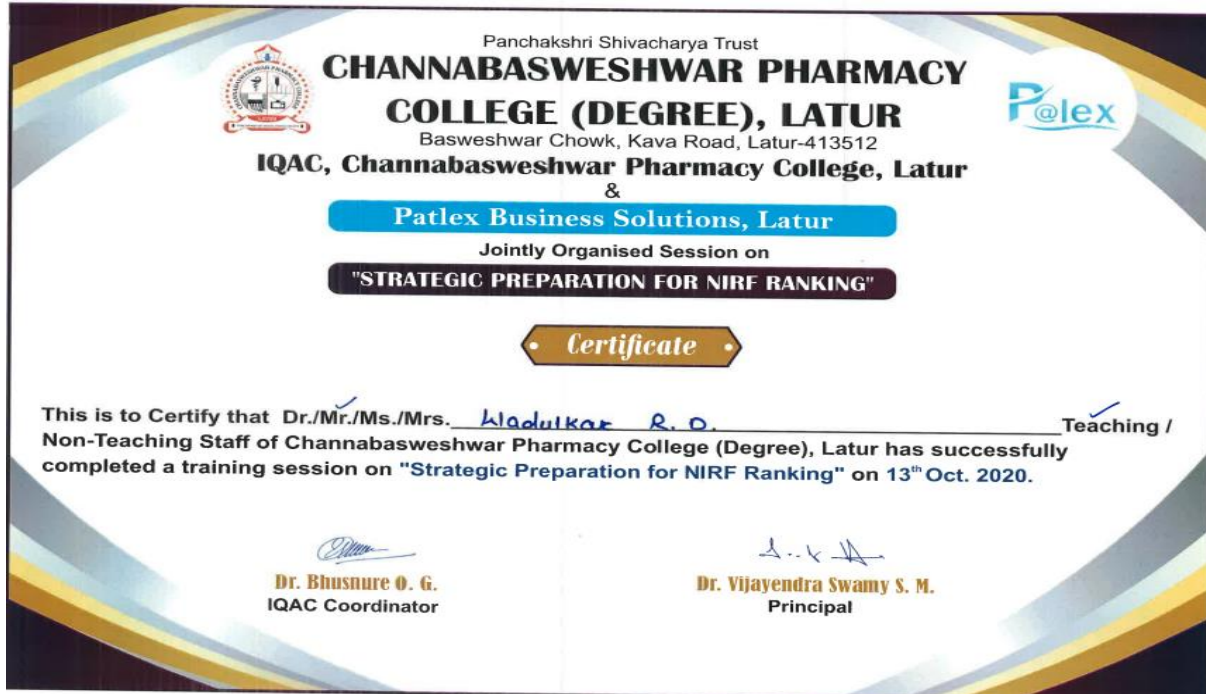 Panchakshri Shivacharya Trust
CHANNABASWESHWAR PHARMACY
COLLEGE (DEGREE), LATUR
P@lex
Basweshwar Chowk, Kava Road, Latur-413512
IQAC, Channabasweshwar Pharmacy College, Latur
&
Patlex Business Solutions, Latur
Jointly Organised Session on
"STRATEGIC PREPARATION FOR NIRF RANKING"
Certificate
This is to Certify that Dr./Mr./Ms./Mrs. Wadulkar R. D. Teaching /
Non-Teaching Staff of Channabasweshwar Pharmacy College (Degree), Latur has successfully
completed a training session on "Strategic Preparation for NIRF Ranking" on 13th Oct. 2020.
Dr. Bhusnure O. G.
IQAC Coordinator
Dr. Vijayendra Swamy S. M.
Principal